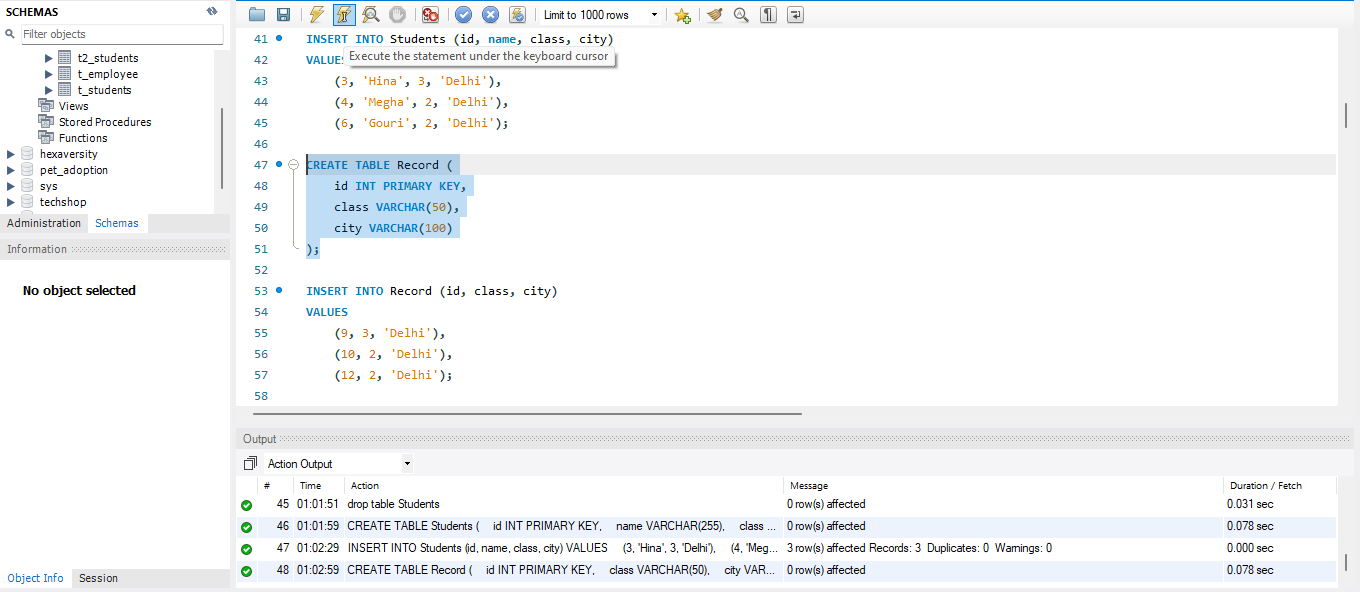 SCHEMAS
Filter objects
t2_students
t_employee
t_students
Views
Stored Procedures
Functions
hexaversity
pet_adoption
sys
techshop
Administration Schemas
Information
No object selected
Object Info Session
Limit to 1000 rows
41 INSERT INTO Students (id, name, class, city)
Execute the statement under the keyboard cursor
42 VALUE
43 (3, 'Hina', 3, 'Delhi'),
44 (4, 'Megha', 2, 'Delhi'),
45 (6, 'Gouri', 2, 'Delhi');
46
47 CREATE TABLE Record (
48 id INT PRIMARY KEY,
49 class VARCHAR(50),
50 city VARCHAR(100)
51 );
52
53 INSERT INTO Record (id, class, city)
54 VALUES
55 (9, 3, 'Delhi'),
56 (10, 2, 'Delhi'),
57 (12, 2, 'Delhi');
58
Output
Action Output
# Time Action Message Duration / Fetch
45 01:01:51 drop table Students 0 row(s) affected 0.031 sec
46 01:01:59 CREATE TABLE Students ( id INT PRIMARY KEY, name VARCHAR(255), class ... 0 row(s) affected 0.078 sec
47 01:02:29 INSERT INTO Students (id, name, class, city) VALUES (3, 'Hina', 3, 'Delhi'), (4, 'Meg... 3 row(s) affected Records: 3 Duplicates: 0 Warnings: 0 0.000 sec
48 01:02:59 CREATE TABLE Record ( id INT PRIMARY KEY, class VARCHAR(50), city VAR... 0 row(s) affected 0.078 sec